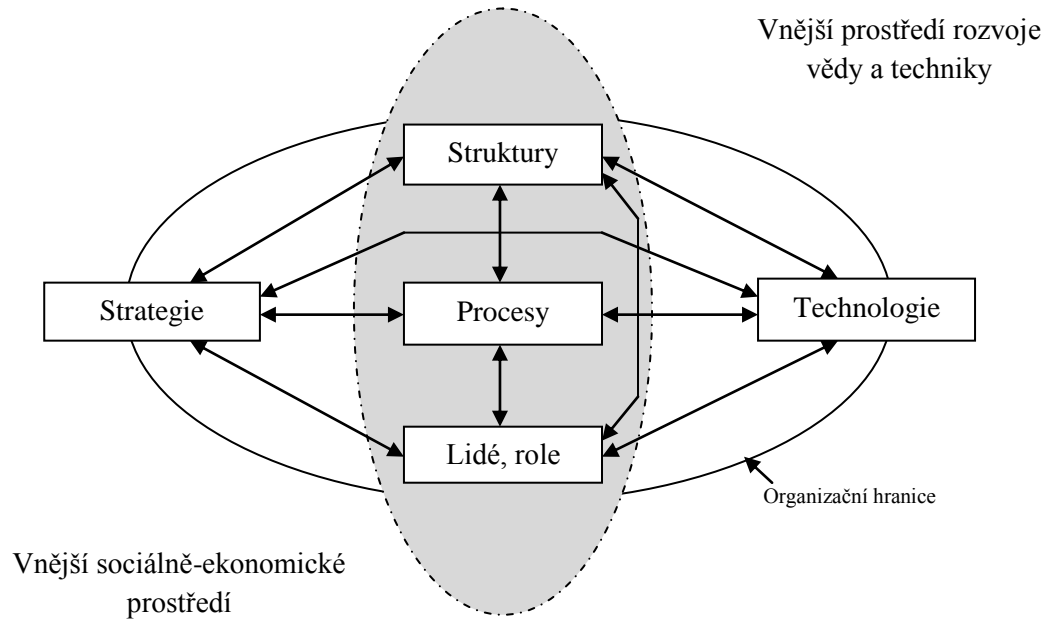 Vnější prostředí rozvoje
vědy a techniky
Struktury
Strategie
Procesy
Technologie
Lidé, role
Organizační hranice
Vnější sociálně-ekonomické
prostředí